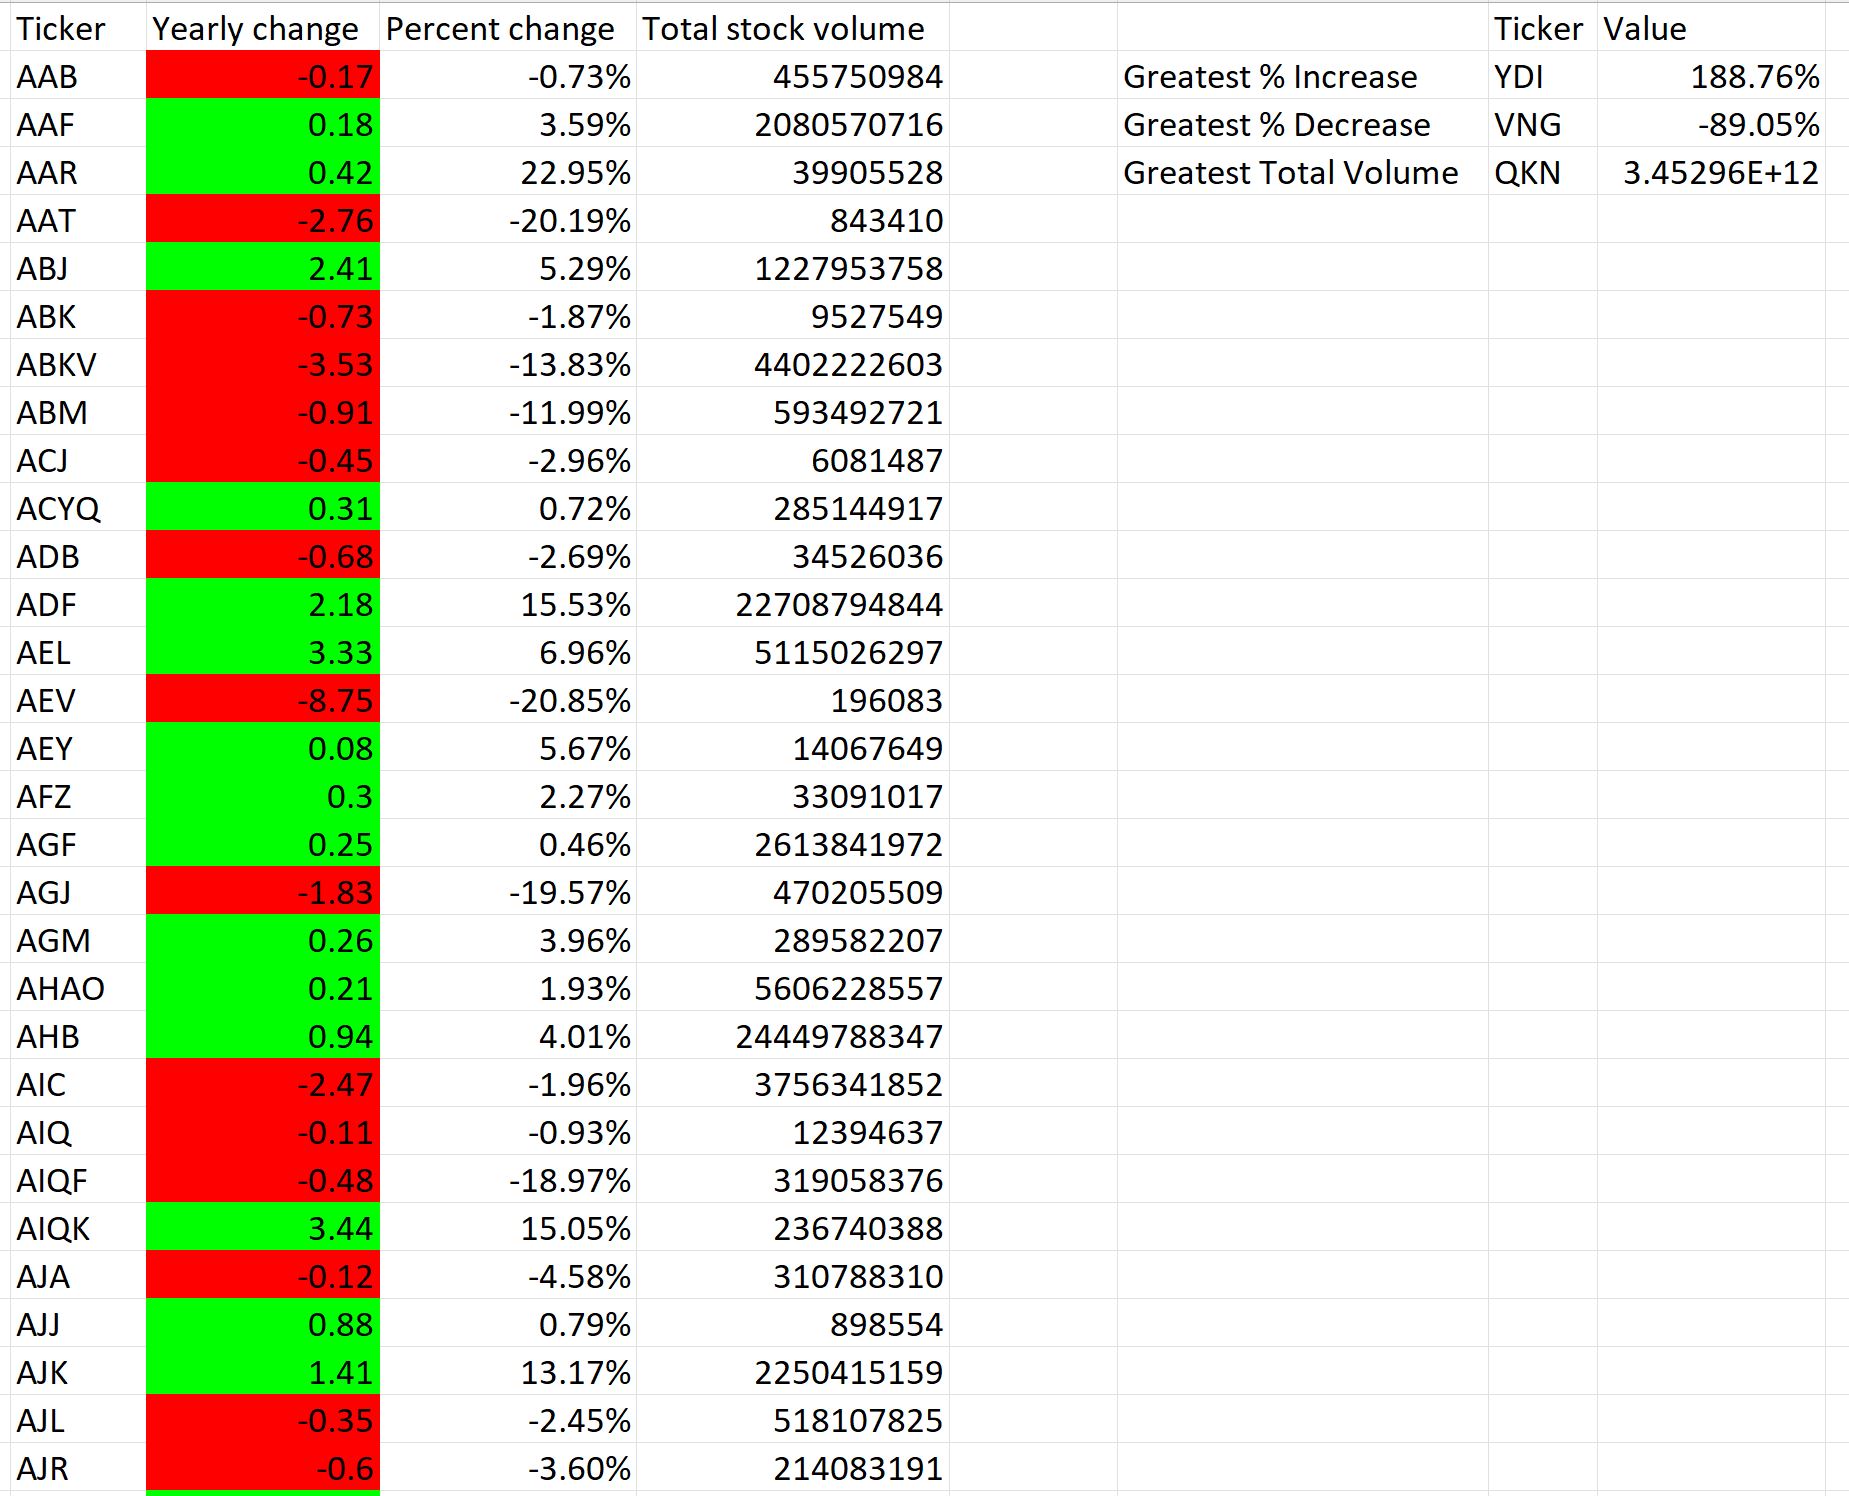 Ticker Yearly change Percent change Total stock volume Ticker Value
AAB -0.17 -0.73% 455750984 Greatest % Increase YDI 188.76%
AAF 0.18 3.59% 2080570716 Greatest % Decrease VNG -89.05%
AAR 0.42 22.95% 39905528 Greatest Total Volume QKN 3.45296E+12
AAT -2.76 -20.19% 843410
ABJ 2.41 5.29% 1227953758
ABK -0.73 -1.87% 9527549
ABKV -3.53 -13.83% 4402222603
ABM -0.91 -11.99% 593492721
ACJ -0.45 -2.96% 6081487
ACYQ 0.31 0.72% 285144917
ADB -0.68 -2.69% 34526036
ADF 2.18 15.53% 22708794844
AEL 3.33 6.96% 5115026297
AEV -8.75 -20.85% 196083
AEY 0.08 5.67% 14067649
AFZ 0.3 2.27% 33091017
AGF 0.25 0.46% 2613841972
AGJ -1.83 -19.57% 470205509
AGM 0.26 3.96% 289582207
AHAO 0.21 1.93% 5606228557
AHB 0.94 4.01% 24449788347
AIC -2.47 -1.96% 3756341852
AIQ -0.11 -0.93% 12394637
AIQF -0.48 -18.97% 319058376
AIQK 3.44 15.05% 236740388
AJA -0.12 -4.58% 310788310
AJJ 0.88 0.79% 898554
AJK 1.41 13.17% 2250415159
AJL -0.35 -2.45% 518107825
AJR -0.6 -3.60% 214083191